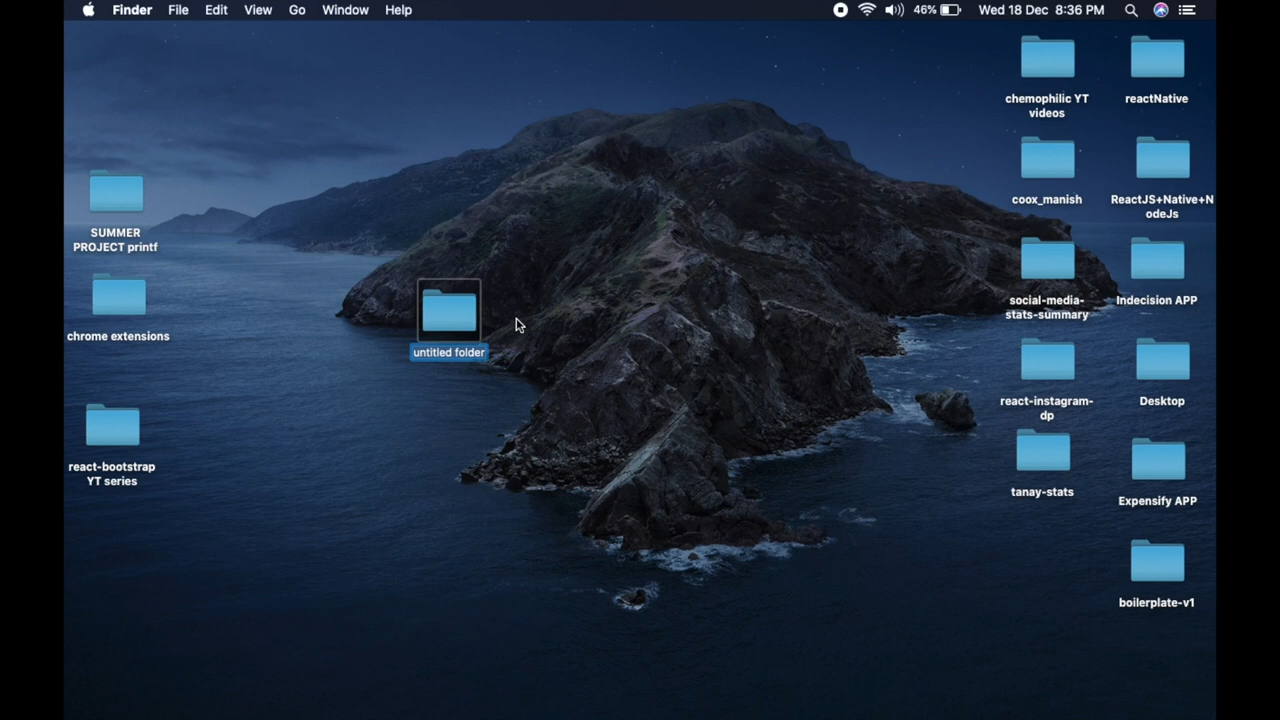 Finder File Edit View Go Window Help 46% Wed 18 Dec 8:36 PM
chemophilic YT
videos
reactNative
coox_manish
ReactJS+Native+N
odeJs
SUMMER
PROJECT printf
social-media-
stats-summary
Indecision APP
chrome extensions
untitled folder
react-instagram-
dp
Desktop
react-bootstrap
YT series
tanay-stats
Expensify APP
boilerplate-v1